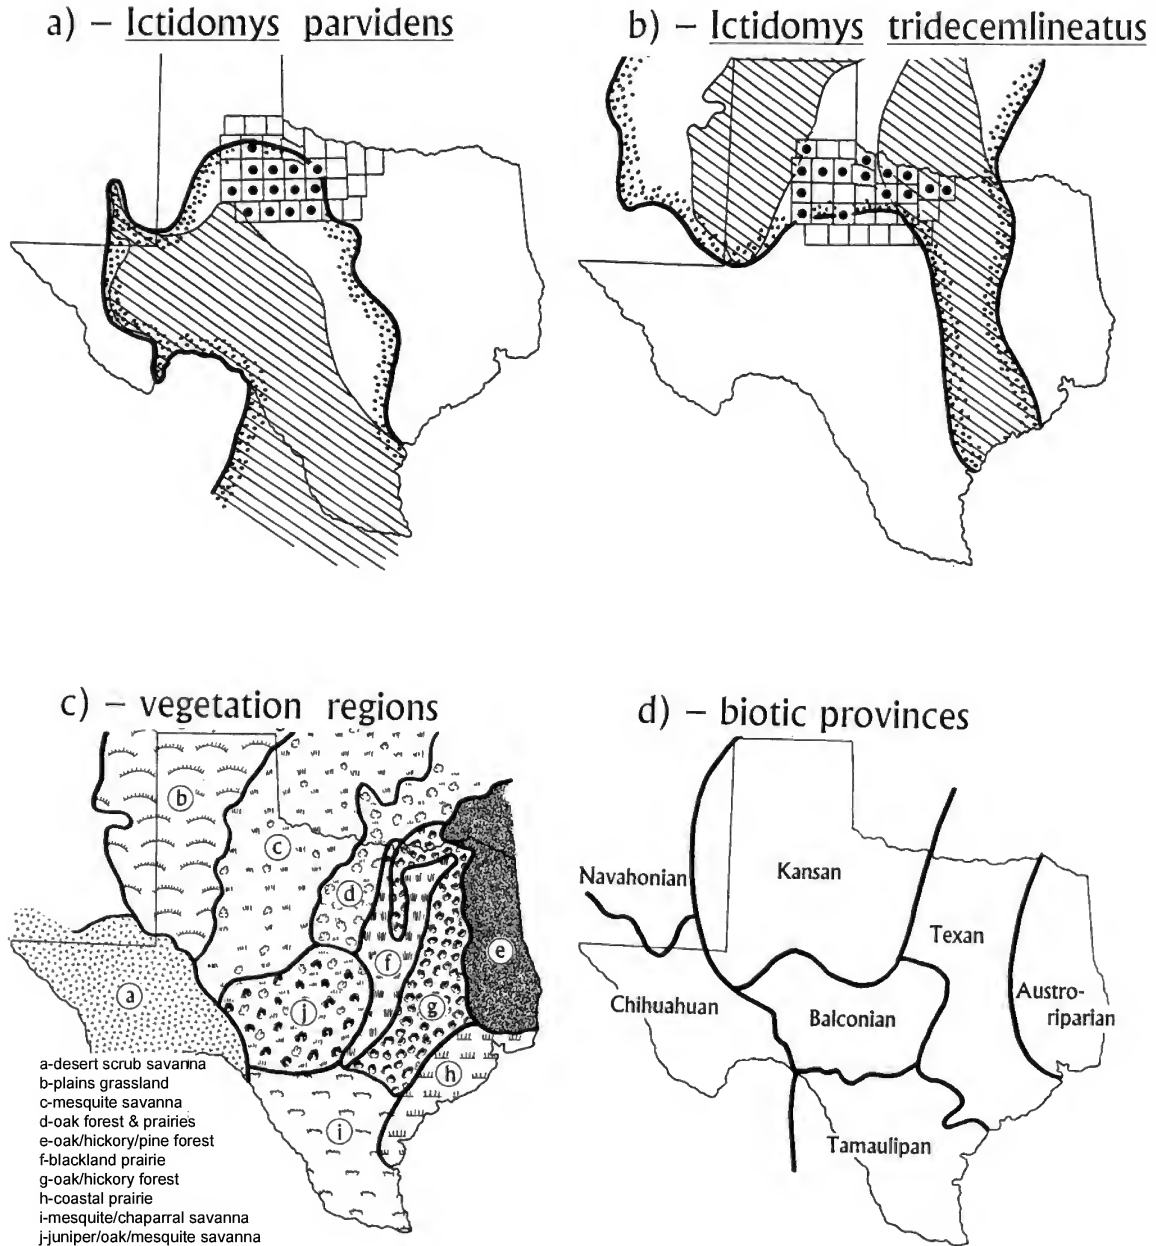 a) – Ictidomys parvidens
b) – Ictidomys tridecemlineatus
c) – vegetation regions
b
c
d
e
f
a
j
g
h
i
a-desert scrub savanna
b-plains grassland
c-mesquite savanna
d-oak forest & prairies
e-oak/hickory/pine forest
f-blackland prairie
g-oak/hickory forest
h-coastal prairie
i-mesquite/chaparral savanna
j-juniper/oak/mesquite savanna
d) – biotic provinces
Navahonian
Kansan
Texan
Chihuahuan
Balconian
Austro-
riparian
Tamaulipan